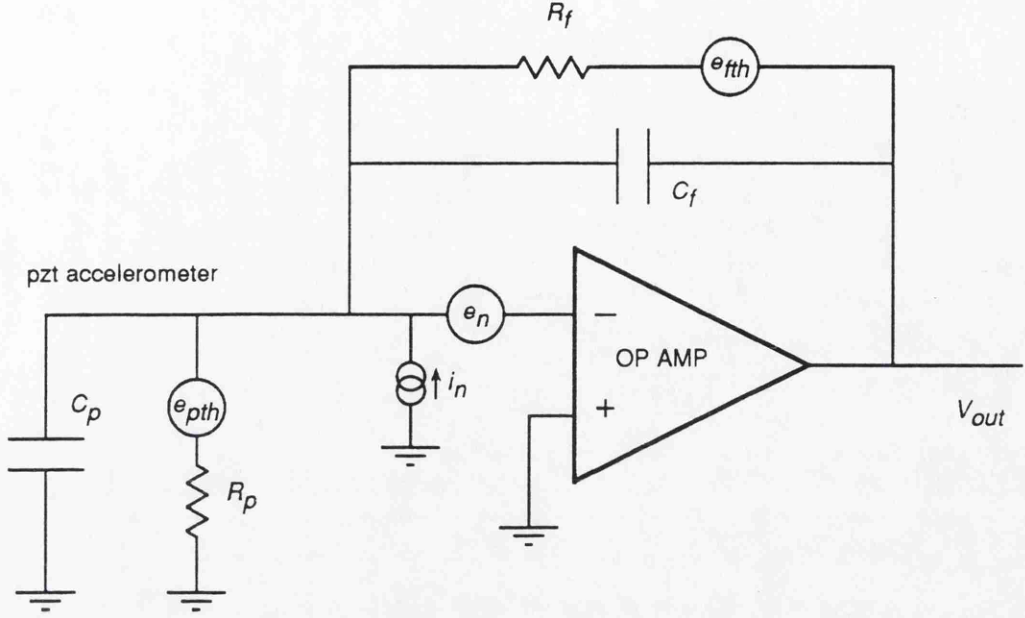 R_f
e_fth
C_f
pzt accelerometer
e_n
−
OP AMP
i_n
C_p
e_pth
+
V_out
R_p